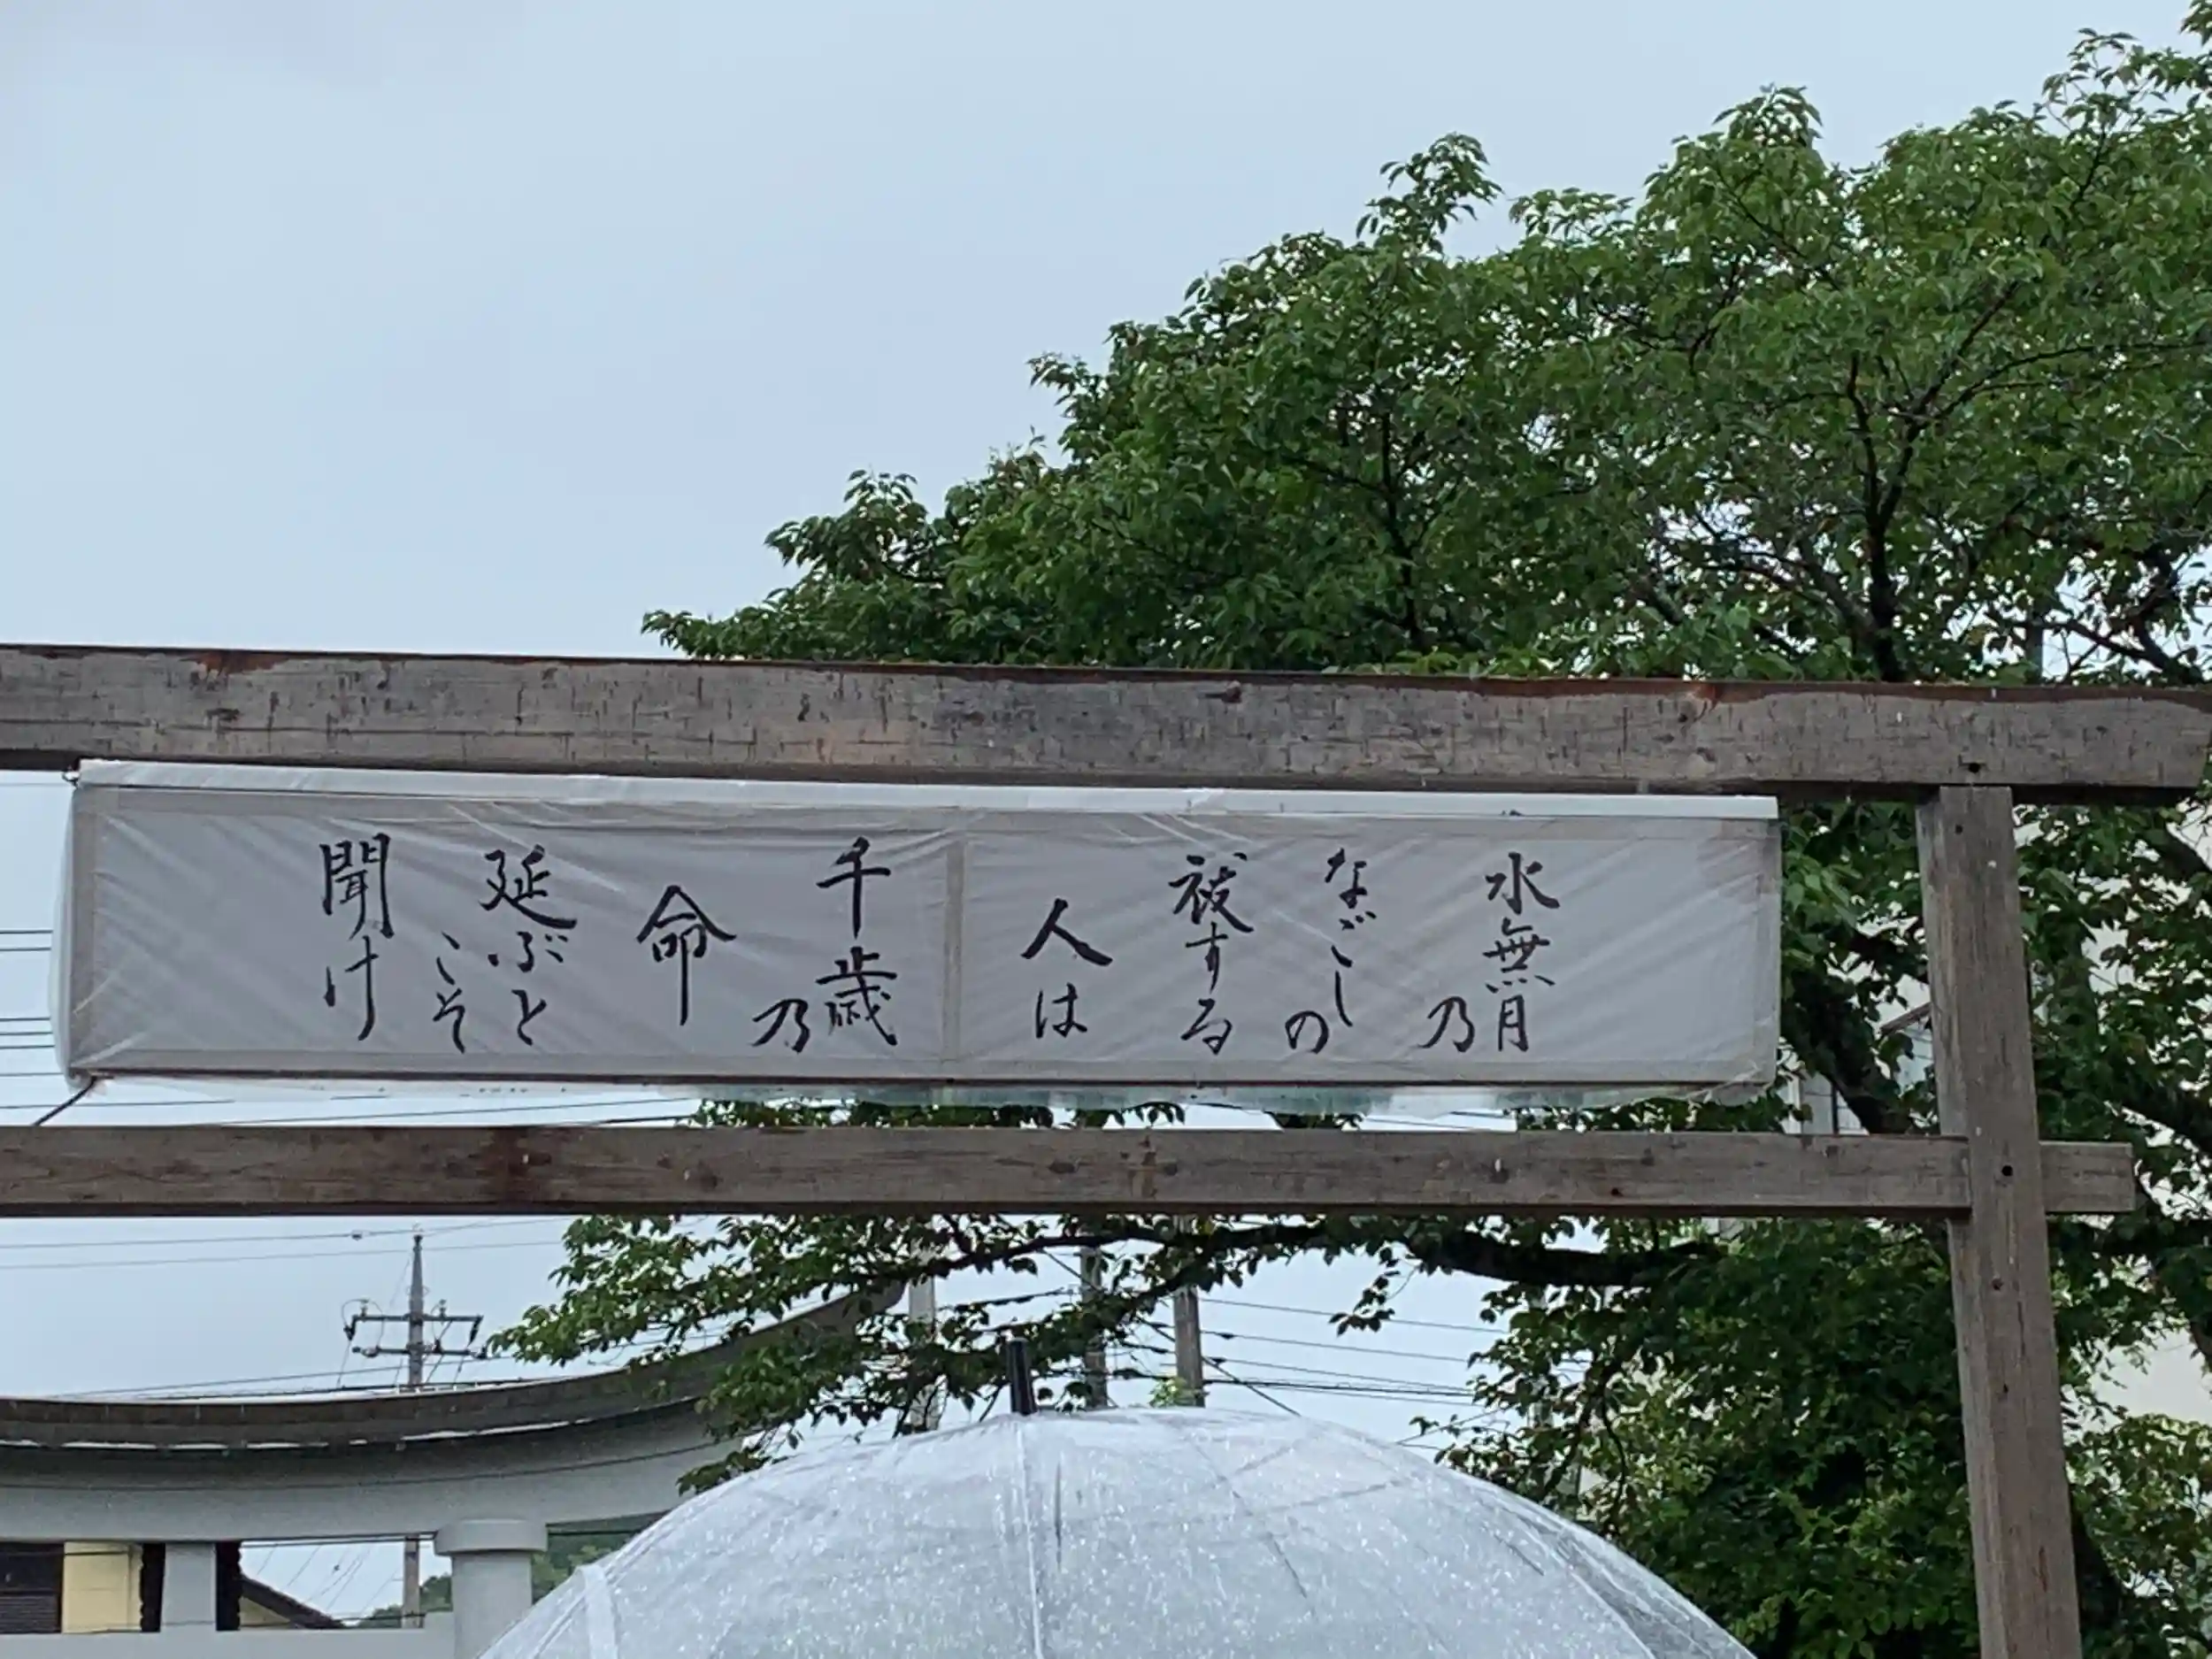 水無月乃
なごしの
祓する
人は
千歳乃
命
延ぶと
こそ
聞け